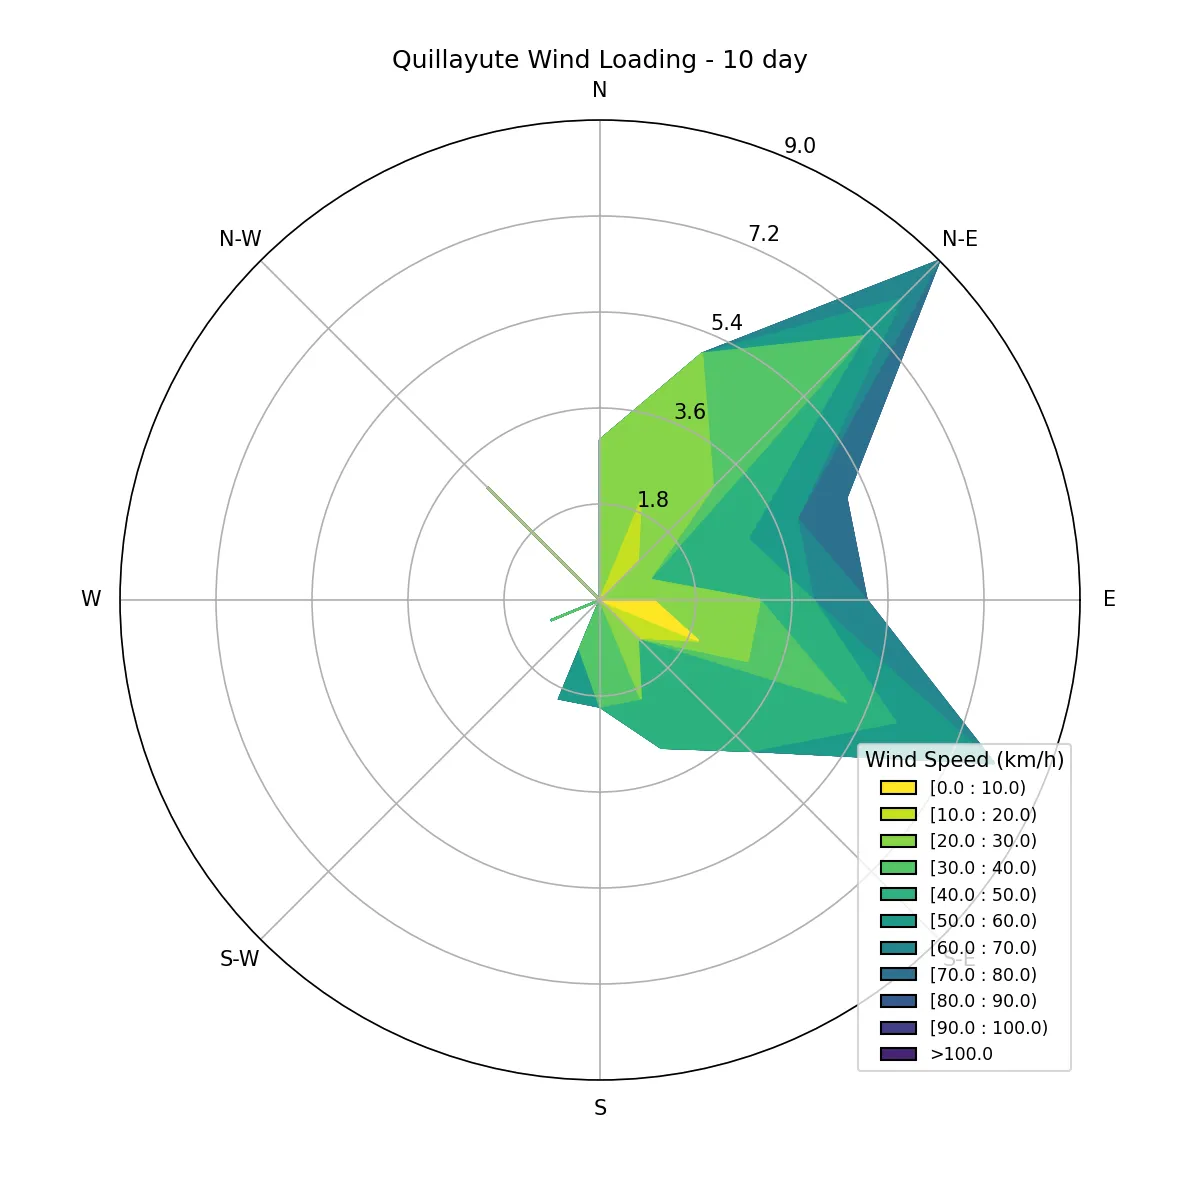 Quillayute Wind Loading - 10 day
N
9.0
7.2
N-W
N-E
5.4
3.6
1.8
W
E
Wind Speed (km/h)
[0.0 : 10.0)
[10.0 : 20.0)
[20.0 : 30.0)
[30.0 : 40.0)
[40.0 : 50.0)
[50.0 : 60.0)
[60.0 : 70.0)
S-W
S-E
[70.0 : 80.0)
[80.0 : 90.0)
[90.0 : 100.0)
>100.0
S